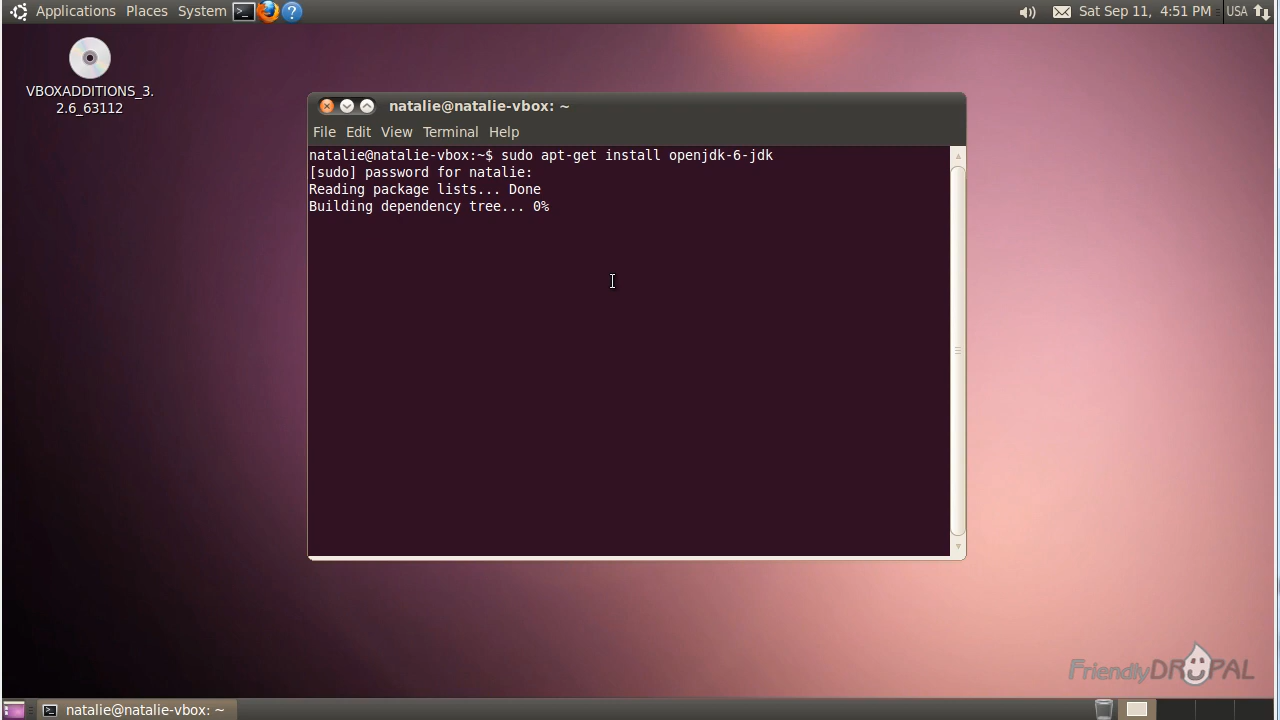 Applications Places System
Sat Sep 11, 4:51 PM USA
VBOXADDITIONS_3.
2.6_63112
natalie@natalie-vbox: ~
File Edit View Terminal Help
natalie@natalie-vbox:~$ sudo apt-get install openjdk-6-jdk
[sudo] password for natalie:
Reading package lists... Done
Building dependency tree... 0%
FriendlyDRUPAL
natalie@natalie-vbox: ~